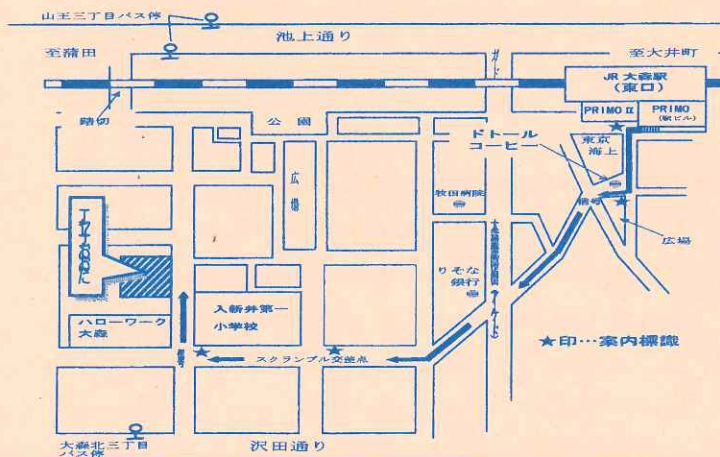 山王三丁目バス停
池上通り
至蒲田
至大井町
ガード
JR 大森駅
(東口)
PRIMO Ⅱ
PRIMO
(駅ビル)
踏切
公園
ドトール
コーヒー
東京
海上
広場
牧田病院
信号
広場
りそな
銀行
入新井第一
小学校
ハローワーク
大森
信号
スクランブル交差点
★印…案内標識
大森北三丁目
バス停
沢田通り